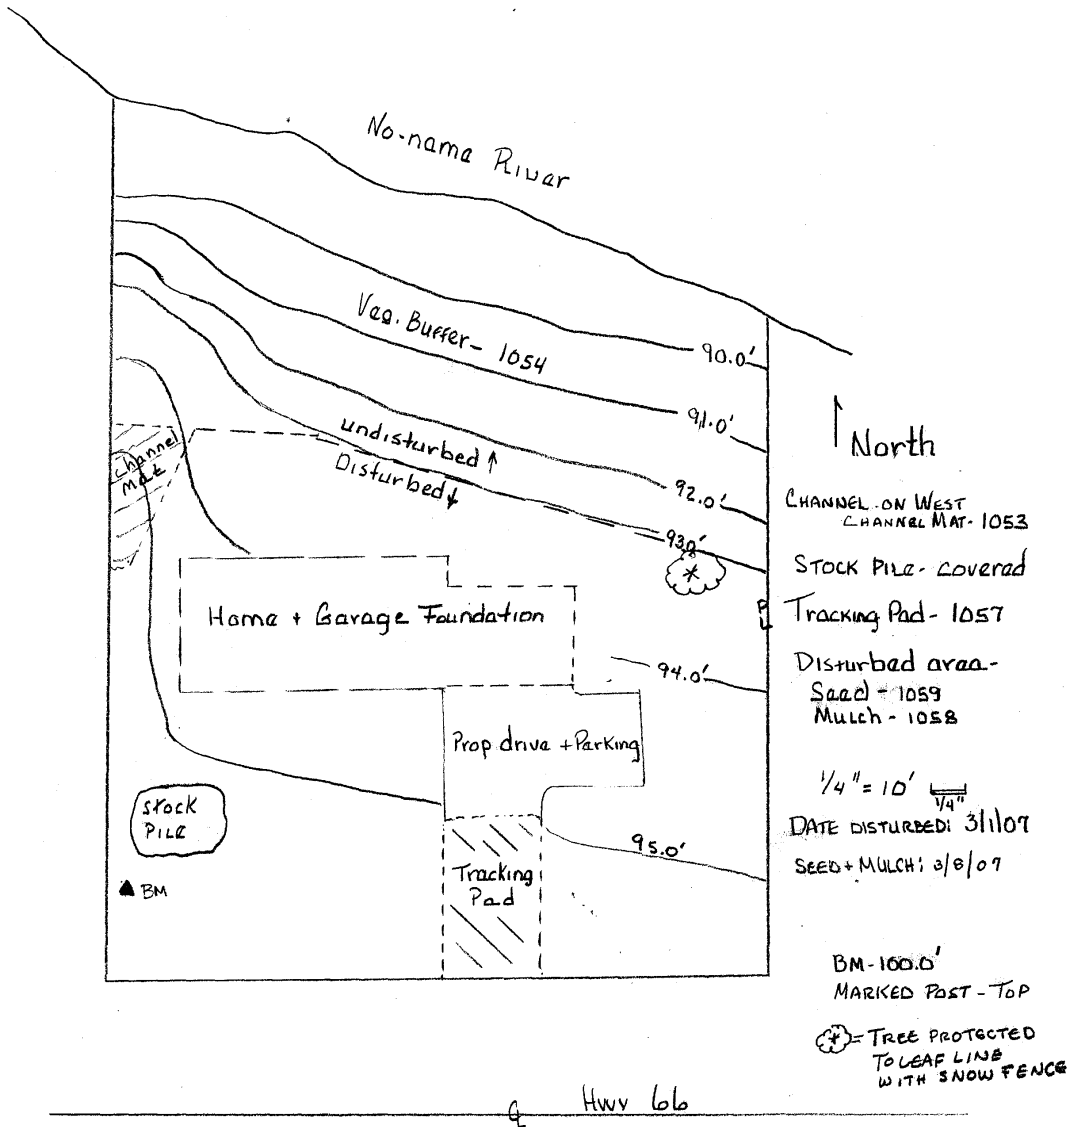 No-name River
Veg. Buffer- 1054
90.0'
91.0'
undisturbed ↑
Disturbed ↓
92.0'
93.0'
North
Channel
Mat
CHANNEL ON WEST
CHANNEL MAT- 1053
STOCK PILE- covered
Tracking Pad- 1057
Disturbed area-
Seed - 1059
Mulch - 1058
Home + Garage Foundation
PL
94.0'
Prop drive + Parking
1/4" = 10' 1/4"
DATE DISTURBED: 3/1/07
SEED + MULCH: 3/8/07
STOCK
PILE
95.0'
BM
Tracking
Pad
BM-100.0'
MARKED POST - TOP
= TREE PROTECTED
TO LEAF LINE
WITH SNOW FENCE
CL Hwy 66